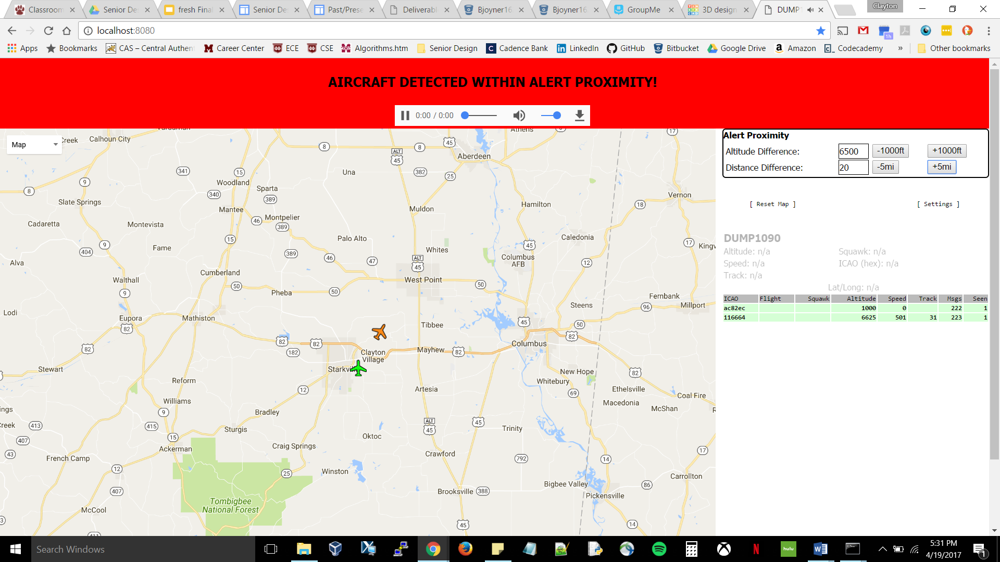 Classroom
Senior De
fresh Final
Senior De
Past/Prese
Deliverabl
Bjoyner16
Bjoyner16
GroupMe
3D design
DUMP1
Clayton
localhost:8080
1h
Apps
Bookmarks
CAS – Central Authen
Career Center
ECE
CSE
Algorithms.htm
Senior Design
Cadence Bank
LinkedIn
GitHub
Bitbucket
Google Drive
Amazon
Codecademy
»
Other bookmarks
AIRCRAFT DETECTED WITHIN ALERT PROXIMITY!
0:00 / 0:00
Map
Creek
Calhoun City
Vardaman
Athens
17
8
8
45
ALT
45
Aberdeen
341
15
Una
382
25
Woodland
9
8
340
Sparta
389
Vernon
Slate Springs
Mantee
Muldon
Hamilton
18
Montpelier
46
389
Cadaretta
Montevista
15
Palo Alto
Caledonia
404
9
Fame
389
46
47
Whites
45
17
Kingv
Alva
ALT
45
Columbus
AFB
12
Cumberland
Walthall
50
Pheba
50
West Point
50
9
Fernbank
Lodi
Eupora
Mathiston
Steens
96
Millport
82
Tibbee
45
50
82
82
82
82
182
Clayton
Village
Mayhew
82
Columbus
Stewart
Starkvill
New Hope
82
Reform
15
12
Artesia
Whitebury
69
Ethelsville
Williams
Macedonia
Coal Fire
ings
9
Bradley
McShan
Creek
413
415
Sturgis
ALT
45
45
Trinity
407
15
Oktoc
Ackerman
Craig Springs
17
43
French Camp
Crawford
792
14
12
25
Winston
Carrollton
407
Brooksville
388
Bigbee Valley
86
Pickensville
Tombigbee
National Forest
McCool
45
14
Alert Proximity
Altitude Difference: 6500 -1000ft +1000ft
Distance Difference: 20 -5mi +5mi
[ Reset Map ] [ Settings ]
DUMP1090
Altitude: n/a Squawk: n/a
Speed: n/a ICAO (hex): n/a
Track: n/a
Lat/Long: n/a
ICAO Flight Squawk Altitude Speed Track Msgs Seen
ac82ec 1000 0 222 1
116664 6625 501 31 223 1
Search Windows
hulu
5:31 PM
4/19/2017
1